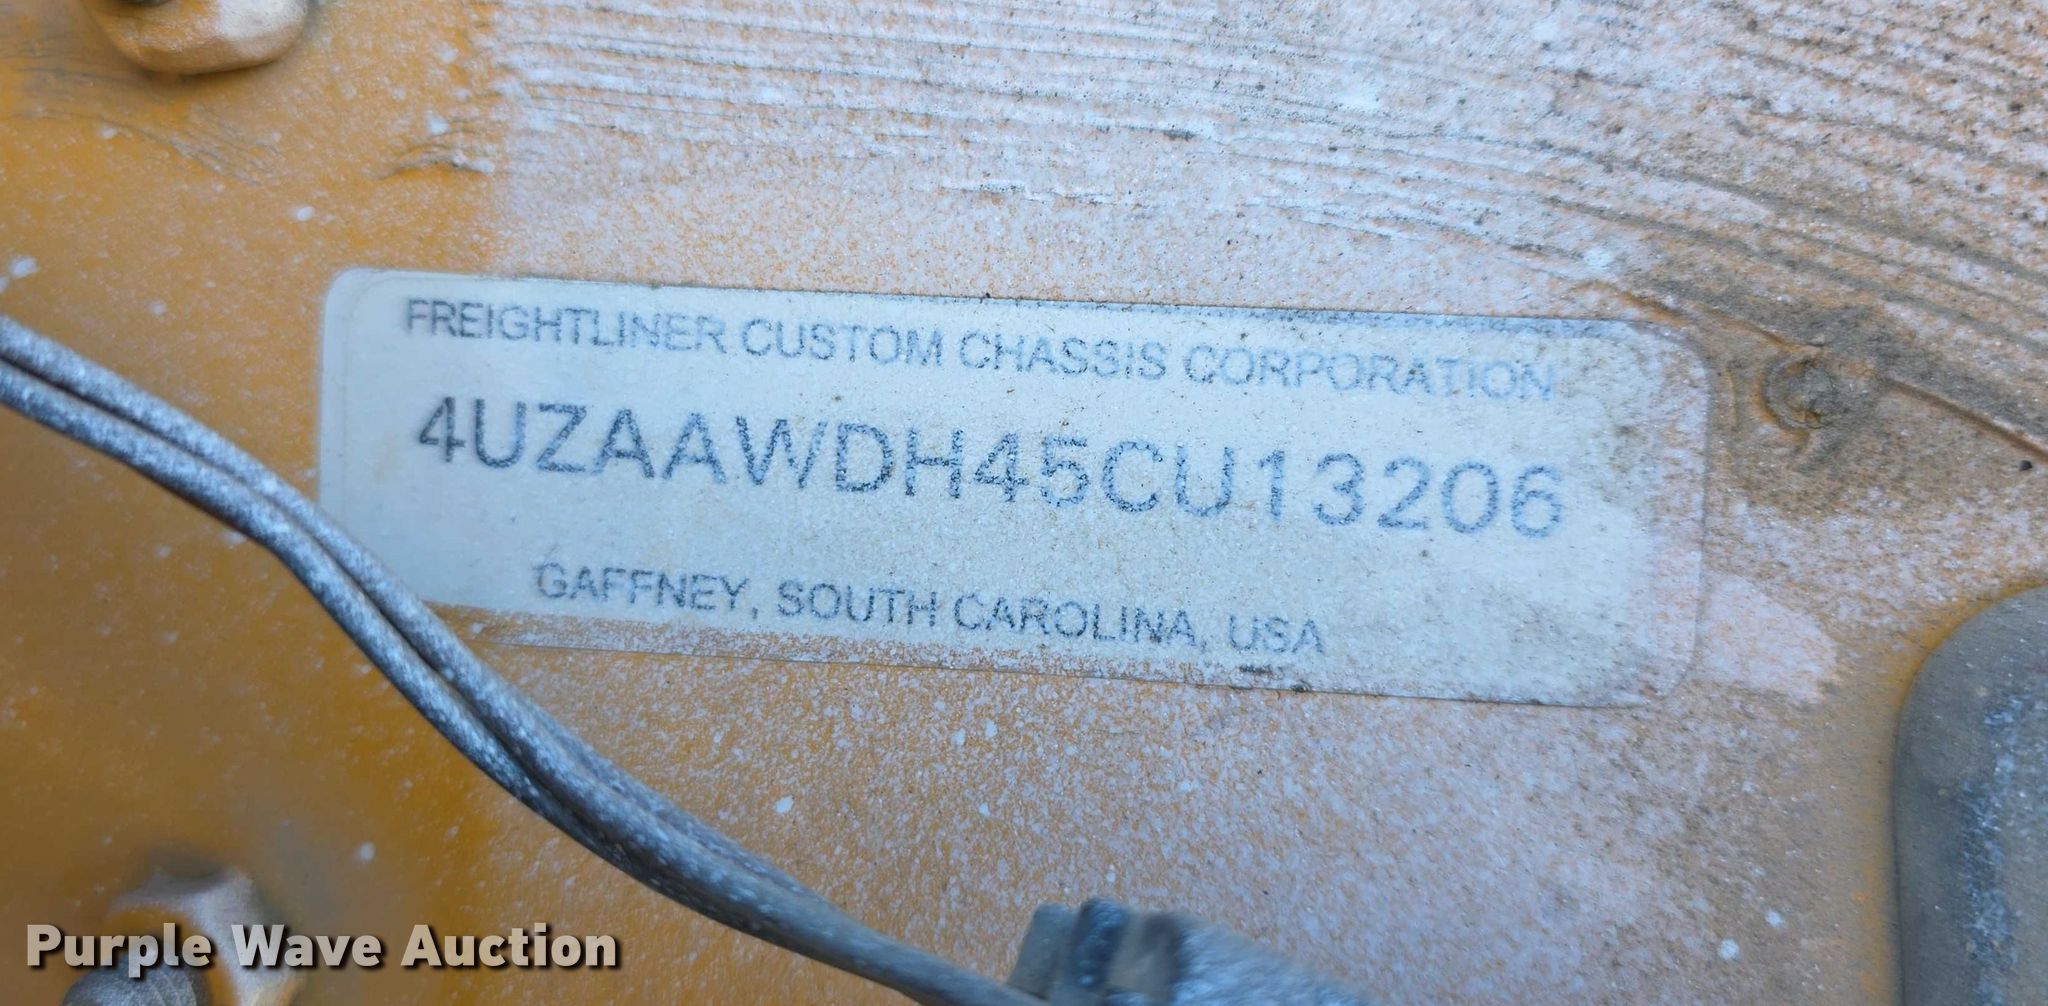 FREIGHTLINER CUSTOM CHASSIS CORPORATION
4UZAAWDH45CU13206
GAFFNEY, SOUTH CAROLINA, USA
Purple Wave Auction